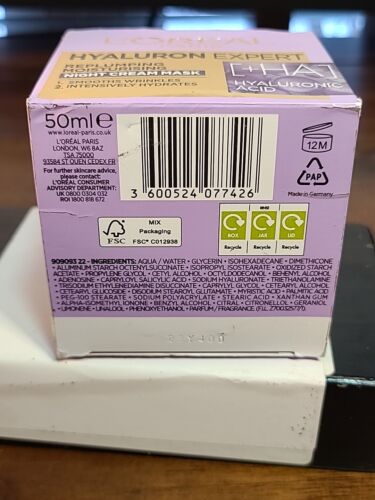 L'ORÉAL
HYALURON EXPERT
REPLUMPING
MOISTURISING
NIGHT CREAM MASK
SMOOTHS WRINKLES
INTENSIVELY HYDRATES
[+HA]
HYALURONIC
ACID
50ml e
www.loreal-paris.co.uk
L'ORÉAL PARIS
LONDON, W6 8AZ
TSA 75000
93584 ST OUEN CEDEX FR
For further skincare advice,
please contact:
L'ORÉAL CONSUMER
ADVISORY DEPARTMENT
UK 0800 0304 032
ROI 1800 818 672
3 600524 077426
12M
PAP
Made in Germany
FSC
MIX
Packaging
FSC® C012938
BOX
Recycle
JAR
Recycle
LID
Recycle
909093 22 - INGREDIENTS: AQUA / WATER • GLYCERIN • ISOHEXADECANE • DIMETHICONE
• ALUMINUM STARCH OCTENYLSUCCINATE • ISOPROPYL ISOSTEARATE • OXIDIZED STARCH
ACETATE • PROPYLENE GLYCOL • CETYL ALCOHOL • OCTYLDODECANOL • BEHENYL ALCOHOL
• ADENOSINE • CAPRYLOYL SALICYLIC ACID • SODIUM HYALURONATE • TRIETHANOLAMINE
• TRISODIUM ETHYLENEDIAMINE DISUCCINATE • CAPRYLYL GLYCOL • CETEARYL ALCOHOL
• CETEARYL GLUCOSIDE • DISODIUM STEAROYL GLUTAMATE • MYRISTIC ACID • PALMITIC ACID
• PEG-100 STEARATE • SODIUM POLYACRYLATE • STEARIC ACID • XANTHAN GUM
• ALPHA-ISOMETHYL IONONE • BENZYL ALCOHOL • CITRAL • CITRONELLOL • GERANIOL
• LIMONENE • LINALOOL • PHENOXYETHANOL • PARFUM / FRAGRANCE